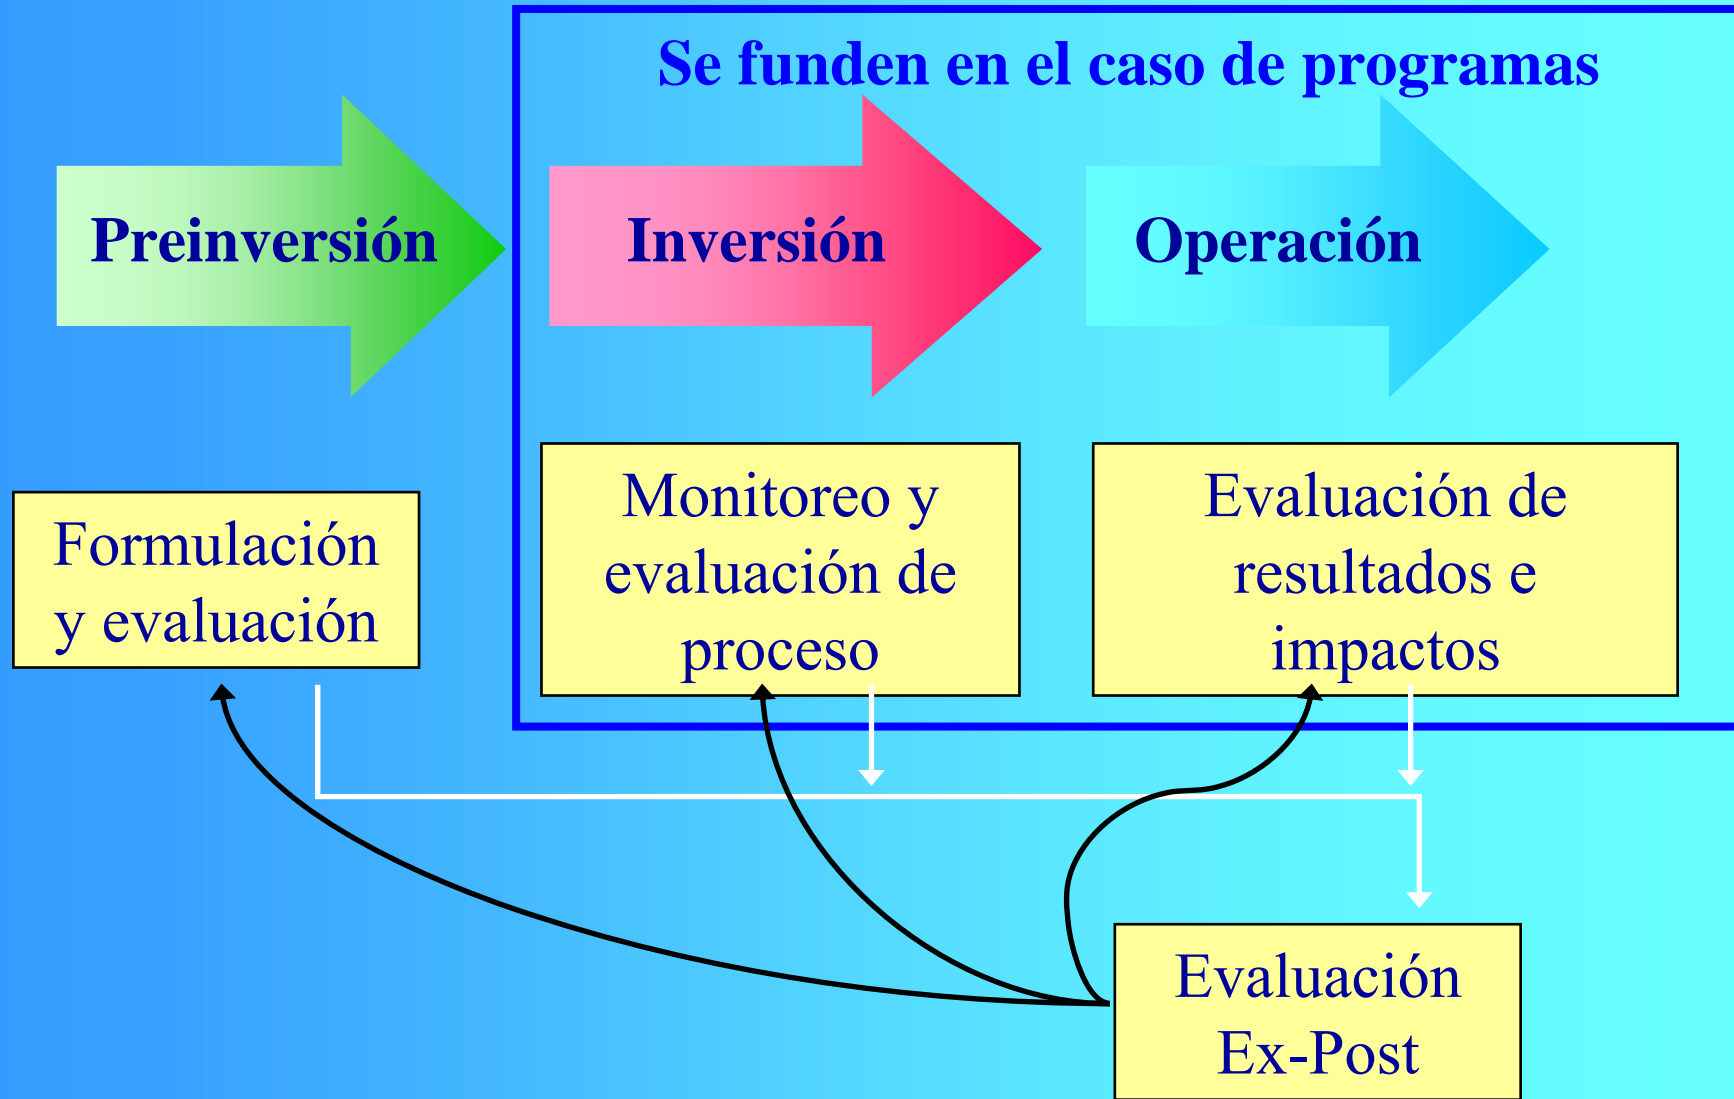 Se funden en el caso de programas
Preinversión
Inversión
Operación
Formulación
y evaluación
Monitoreo y
evaluación de
proceso
Evaluación de
resultados e
impactos
Evaluación
Ex-Post